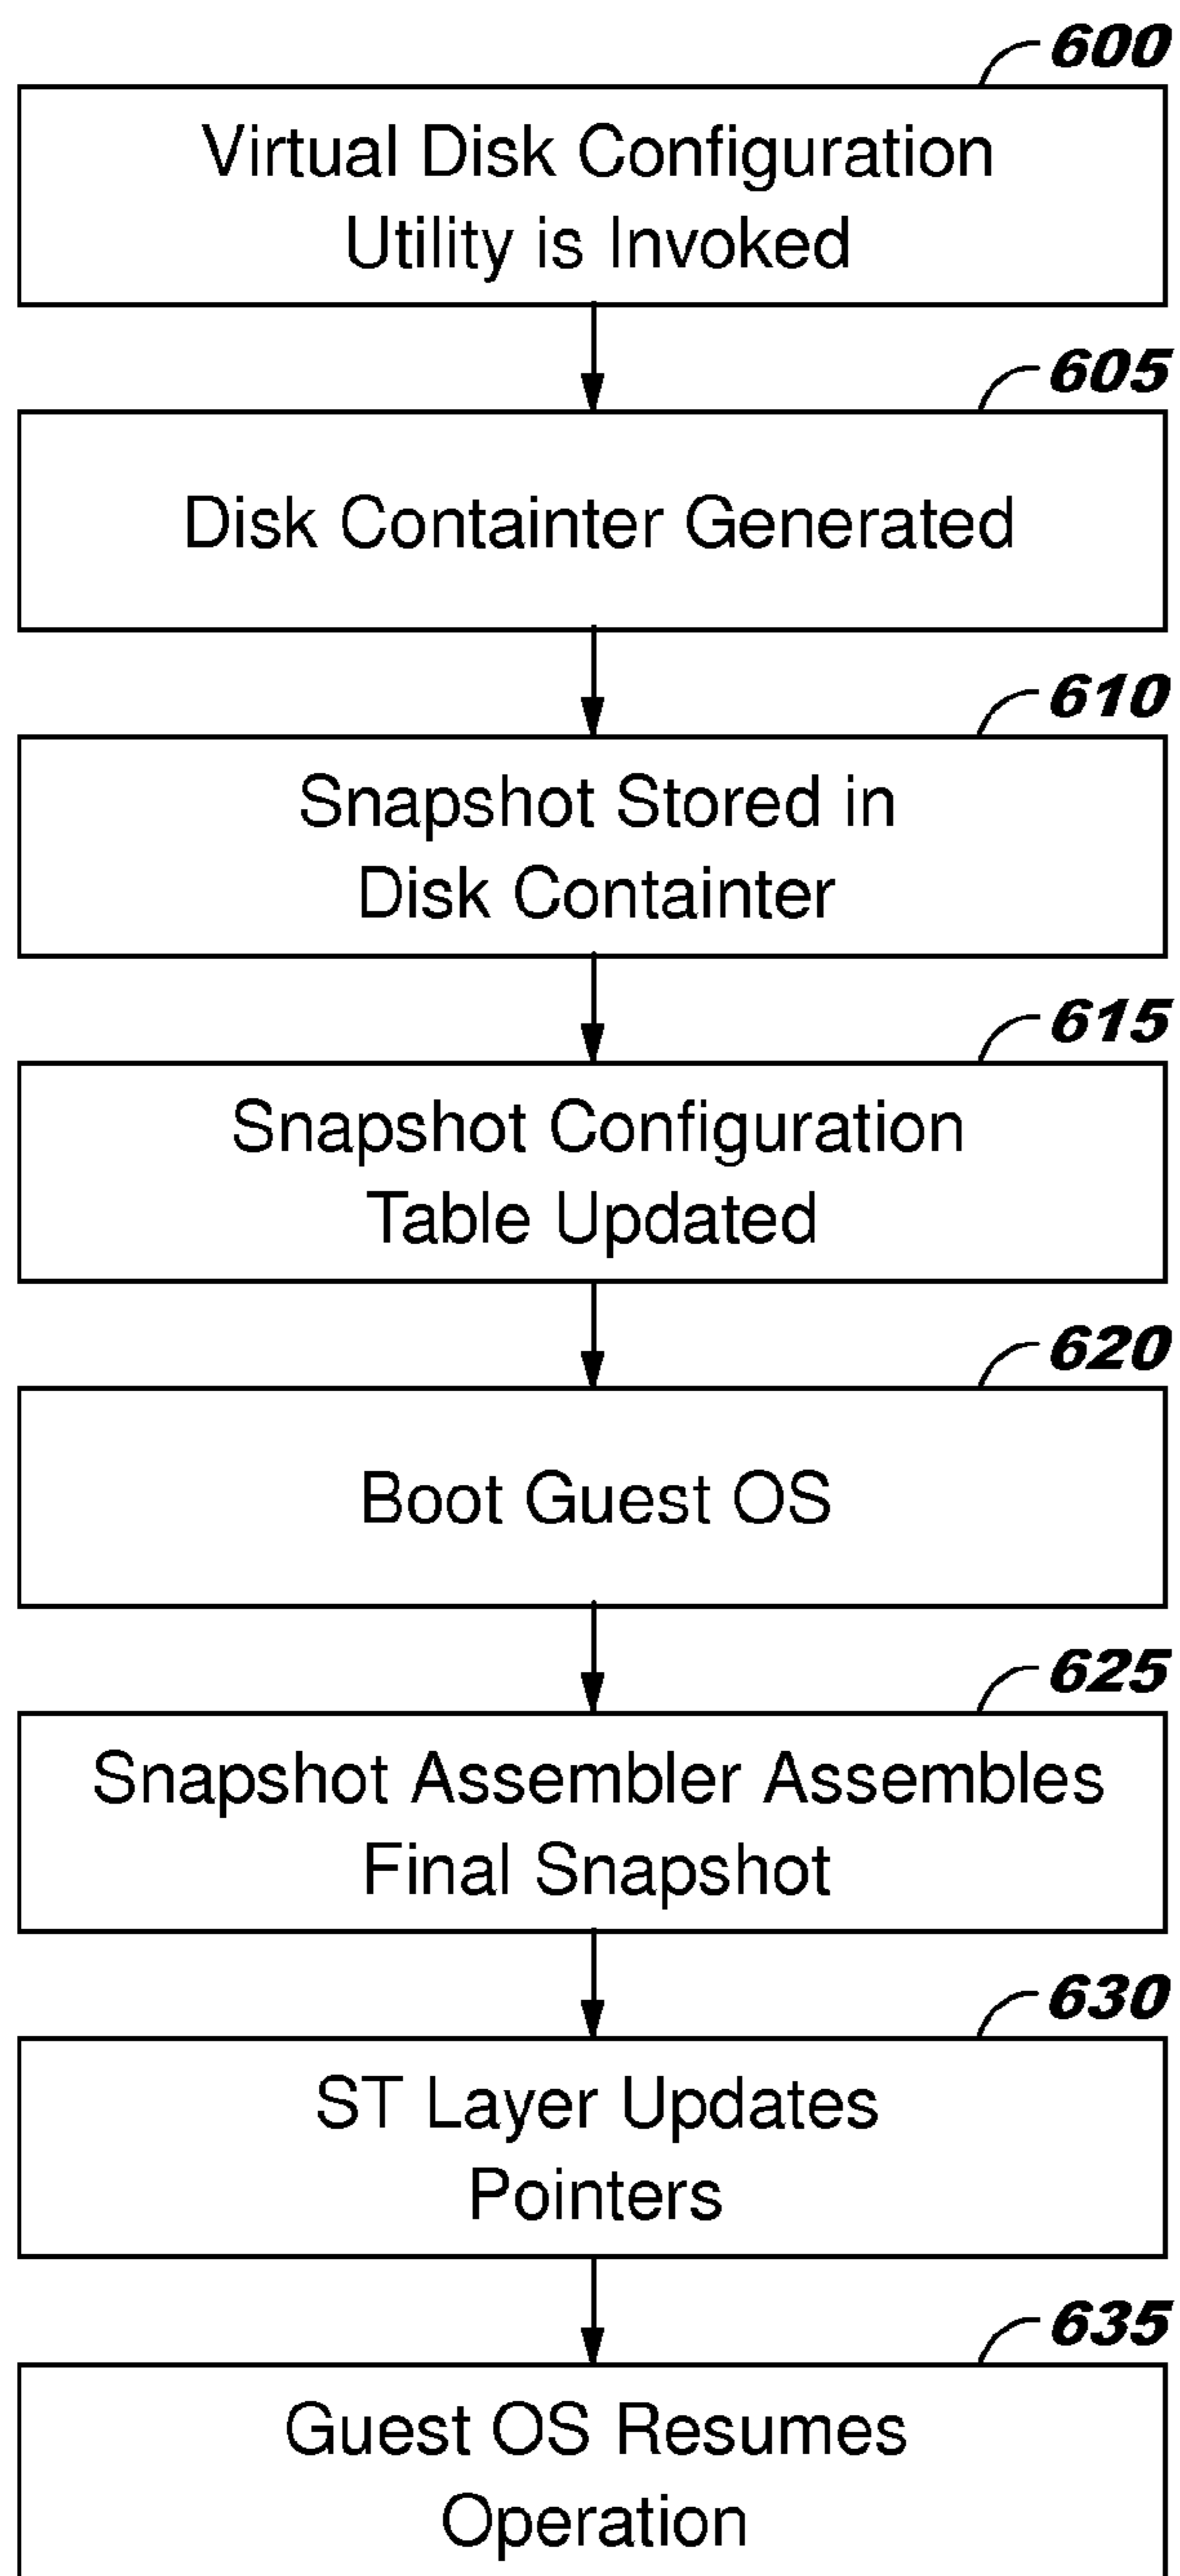 600
Virtual Disk Configuration
Utility is Invoked
605
Disk Containter Generated
610
Snapshot Stored in
Disk Containter
615
Snapshot Configuration
Table Updated
620
Boot Guest OS
625
Snapshot Assembler Assembles
Final Snapshot
630
ST Layer Updates
Pointers
635
Guest OS Resumes
Operation